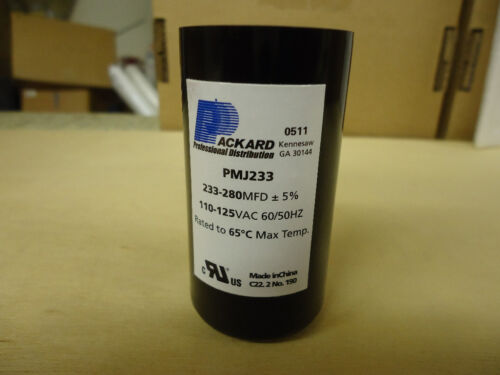 PACKARD
Professional Distribution
0511
Kennesaw
GA 30144
PMJ233
233-280MFD ± 5%
110-125VAC 60/50HZ
Rated to 65°C Max Temp.
c RU US
Made in China
C22. 2 No. 190